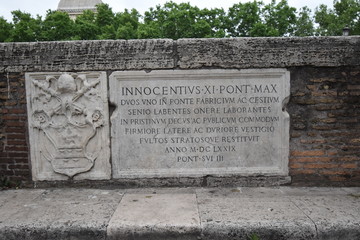 INNOCENTIVS·XI·PONT·MAX
DVOS VNO IN PONTE FABRICIVM AC CESTIVM
SENIO LABENTES ONERE LABORANTES
IN PRISTINVM DECVS AC PVBLICVM COMMODVM
FIRMIORE LATERE AC DVRIORE VESTIGIO
FVLTOS STRATOSQVE RESTITVIT
ANNO M·DC LXXIX
PONT·SVI III